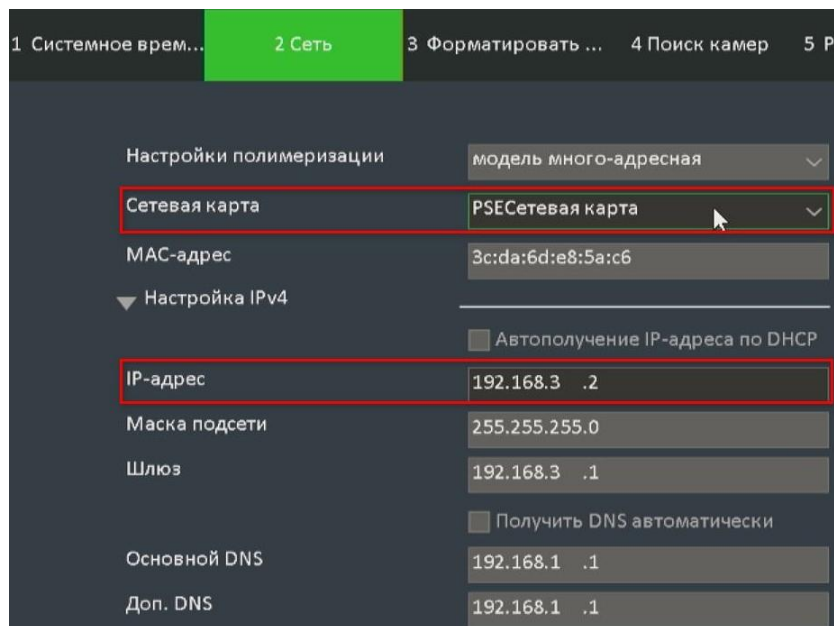 1 Системное врем... 2 Сеть 3 Форматировать ... 4 Поиск камер 5 Р
Настройки полимеризации модель много-адресная
Сетевая карта PSEСетевая карта
MAC-адрес 3c:da:6d:e8:5a:c6
Настройка IPv4
Автополучение IP-адреса по DHCP
IP-адрес 192.168.3 .2
Маска подсети 255.255.255.0
Шлюз 192.168.3 .1
Получить DNS автоматически
Основной DNS 192.168.1 .1
Доп. DNS 192.168.1 .1